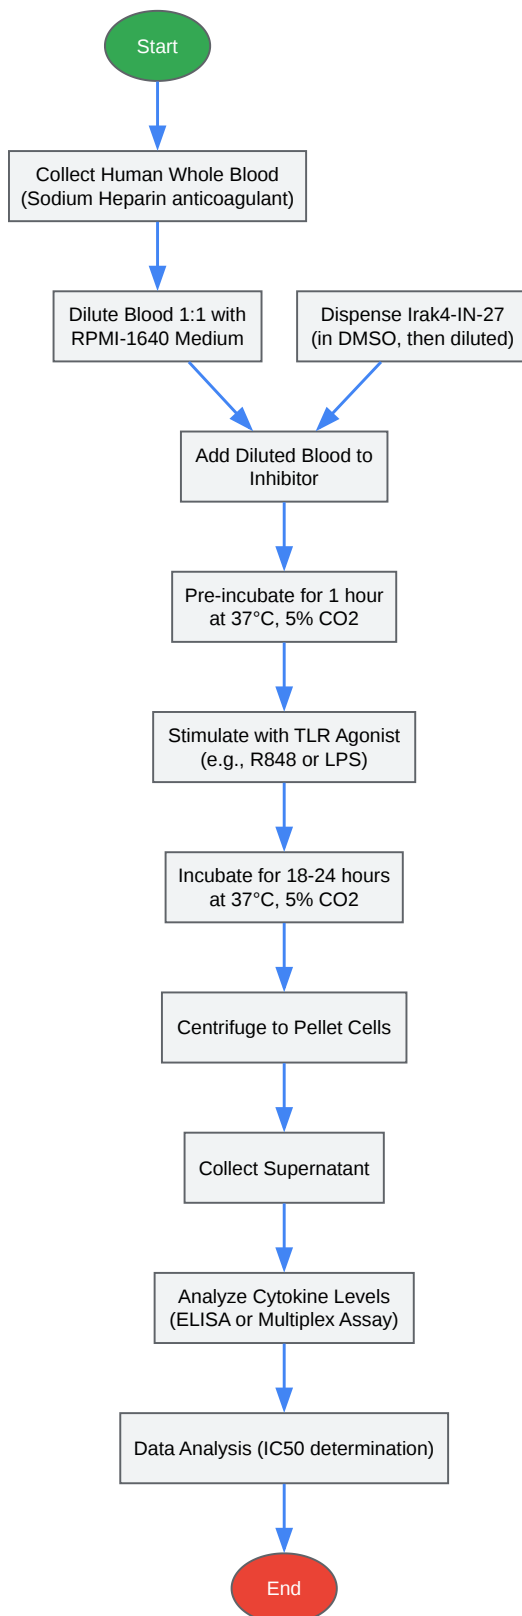 Start
Collect Human Whole Blood
(Sodium Heparin anticoagulant)
Dilute Blood 1:1 with
RPMI-1640 Medium
Dispense Irak4-IN-27
(in DMSO, then diluted)
Add Diluted Blood to
Inhibitor
Pre-incubate for 1 hour
at 37°C, 5% CO2
Stimulate with TLR Agonist
(e.g., R848 or LPS)
Incubate for 18-24 hours
at 37°C, 5% CO2
Centrifuge to Pellet Cells
Collect Supernatant
Analyze Cytokine Levels
(ELISA or Multiplex Assay)
Data Analysis (IC50 determination)
End